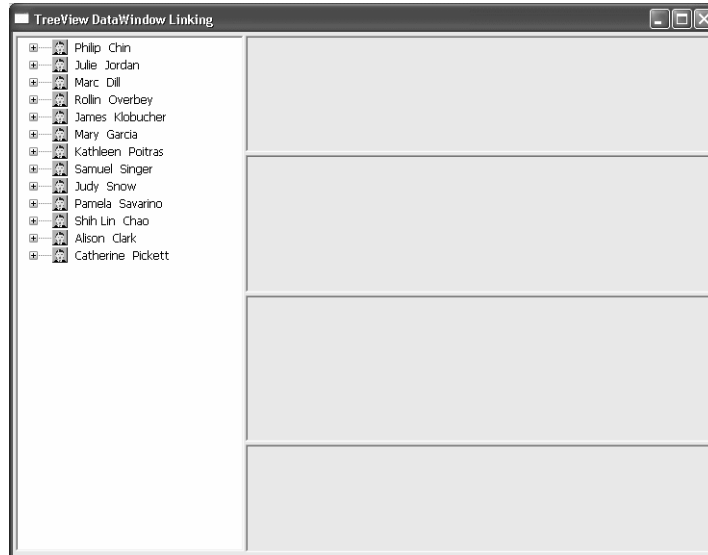 TreeView DataWindow Linking
Philip Chin
Julie Jordan
Marc Dill
Rollin Overbey
James Klobucher
Mary Garcia
Kathleen Poitras
Samuel Singer
Judy Snow
Pamela Savarino
Shih Lin Chao
Alison Clark
Catherine Pickett